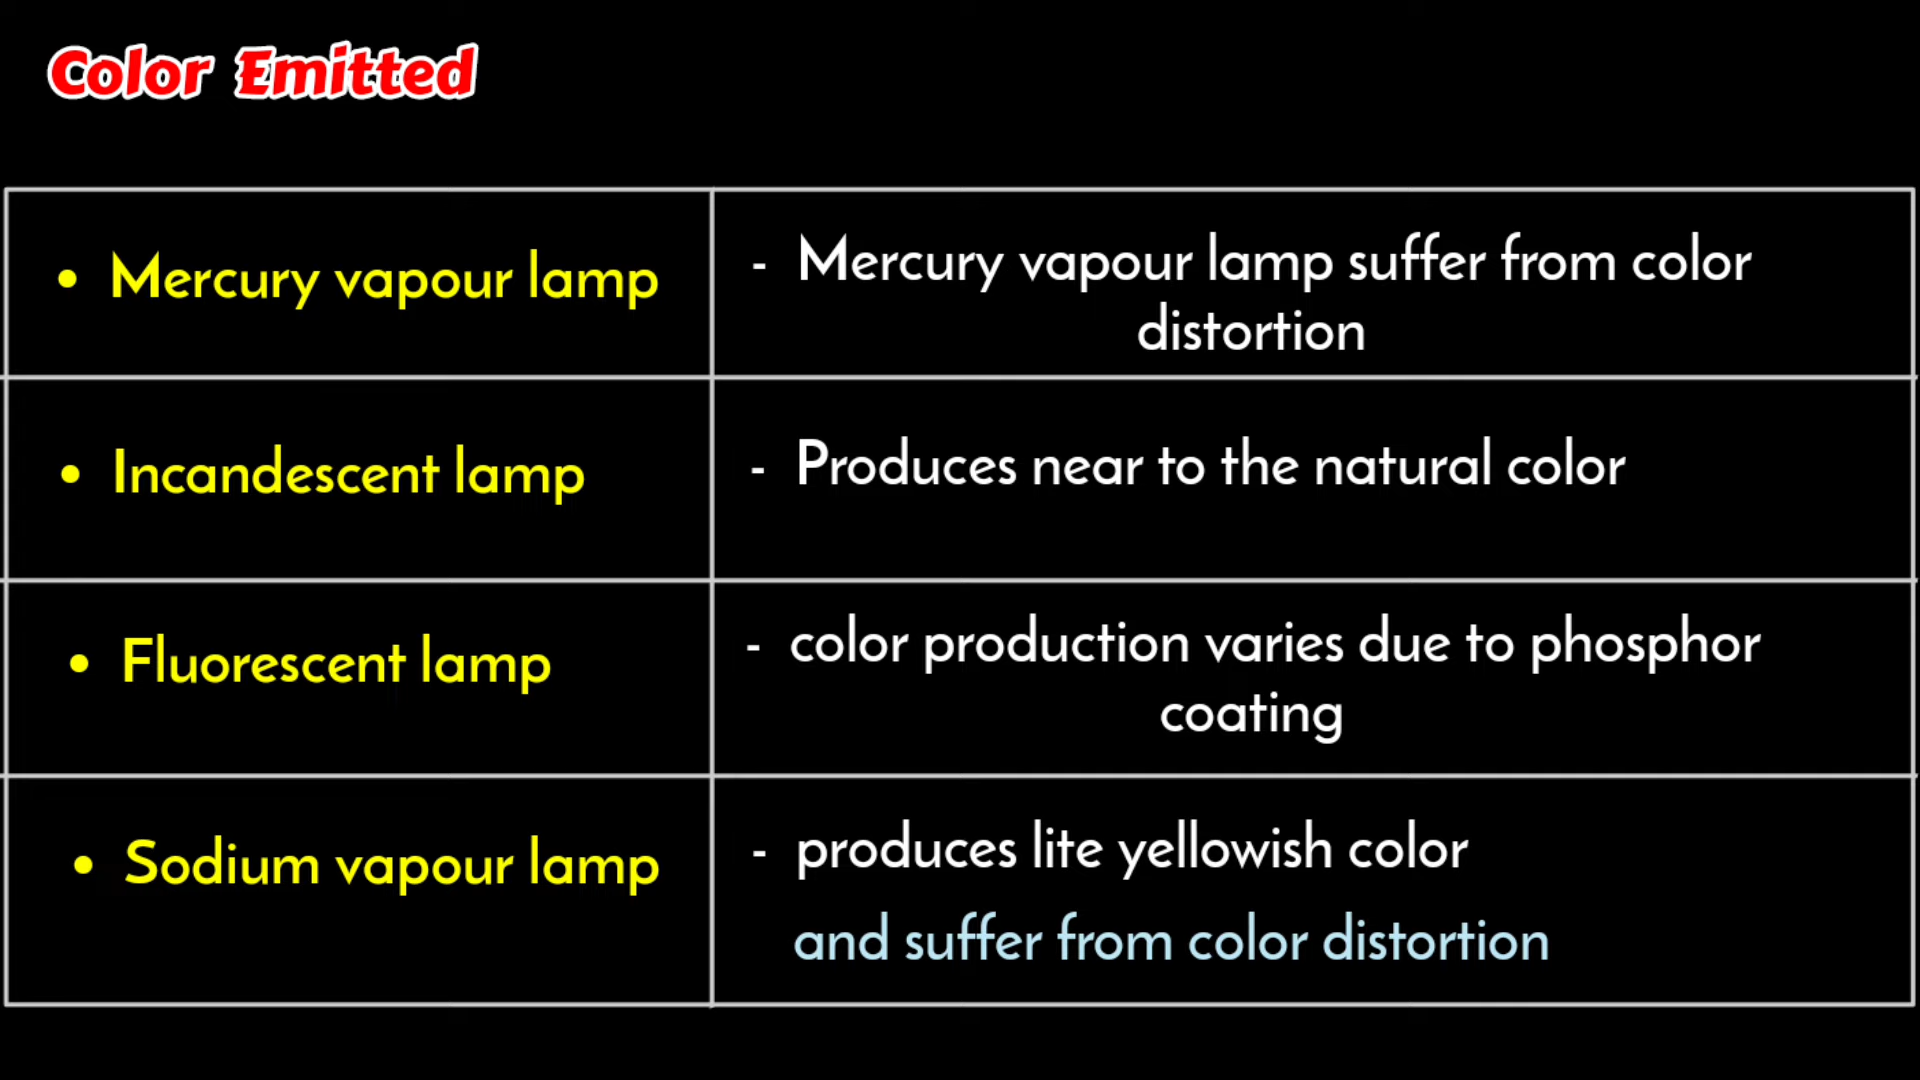 Color Emitted
• Mercury vapour lamp
- Mercury vapour lamp suffer from color
distortion
• Incandescent lamp
- Produces near to the natural color
• Fluorescent lamp
- color production varies due to phosphor
coating
• Sodium vapour lamp
- produces lite yellowish color
and suffer from color distortion